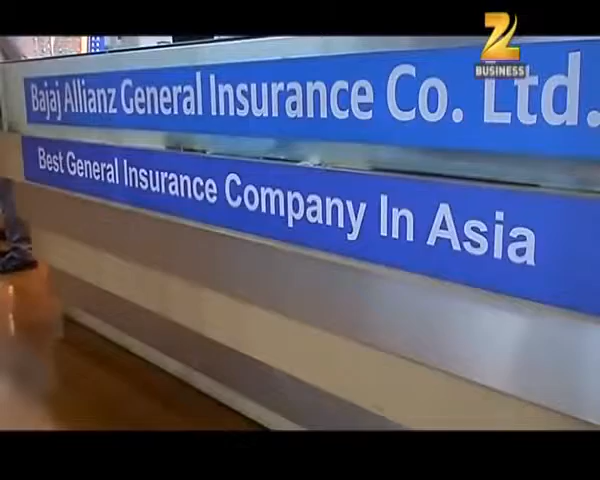 Z
BUSINESS
Bajaj Allianz General Insurance Co. Ltd.
Best General Insurance Company In Asia